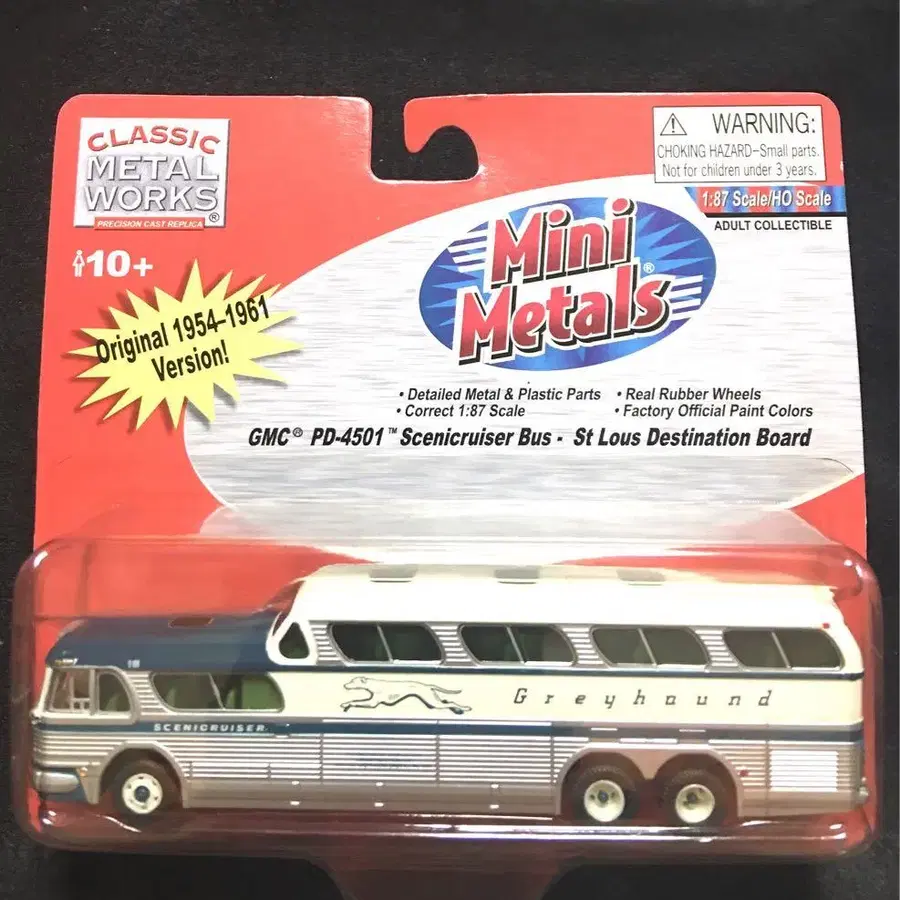 CLASSIC
METAL
WORKS®
PRECISION CAST REPLICA
10+
Original 1954-1961
Version!
WARNING:
CHOKING HAZARD-Small parts.
Not for children under 3 years.
1:87 Scale/HO Scale
ADULT COLLECTIBLE
Mini
Metals®
• Detailed Metal & Plastic Parts • Real Rubber Wheels
• Correct 1:87 Scale • Factory Official Paint Colors
GMC® PD-4501™ Scenicruiser Bus - St Lous Destination Board
Greyhound
SCENICRUISER